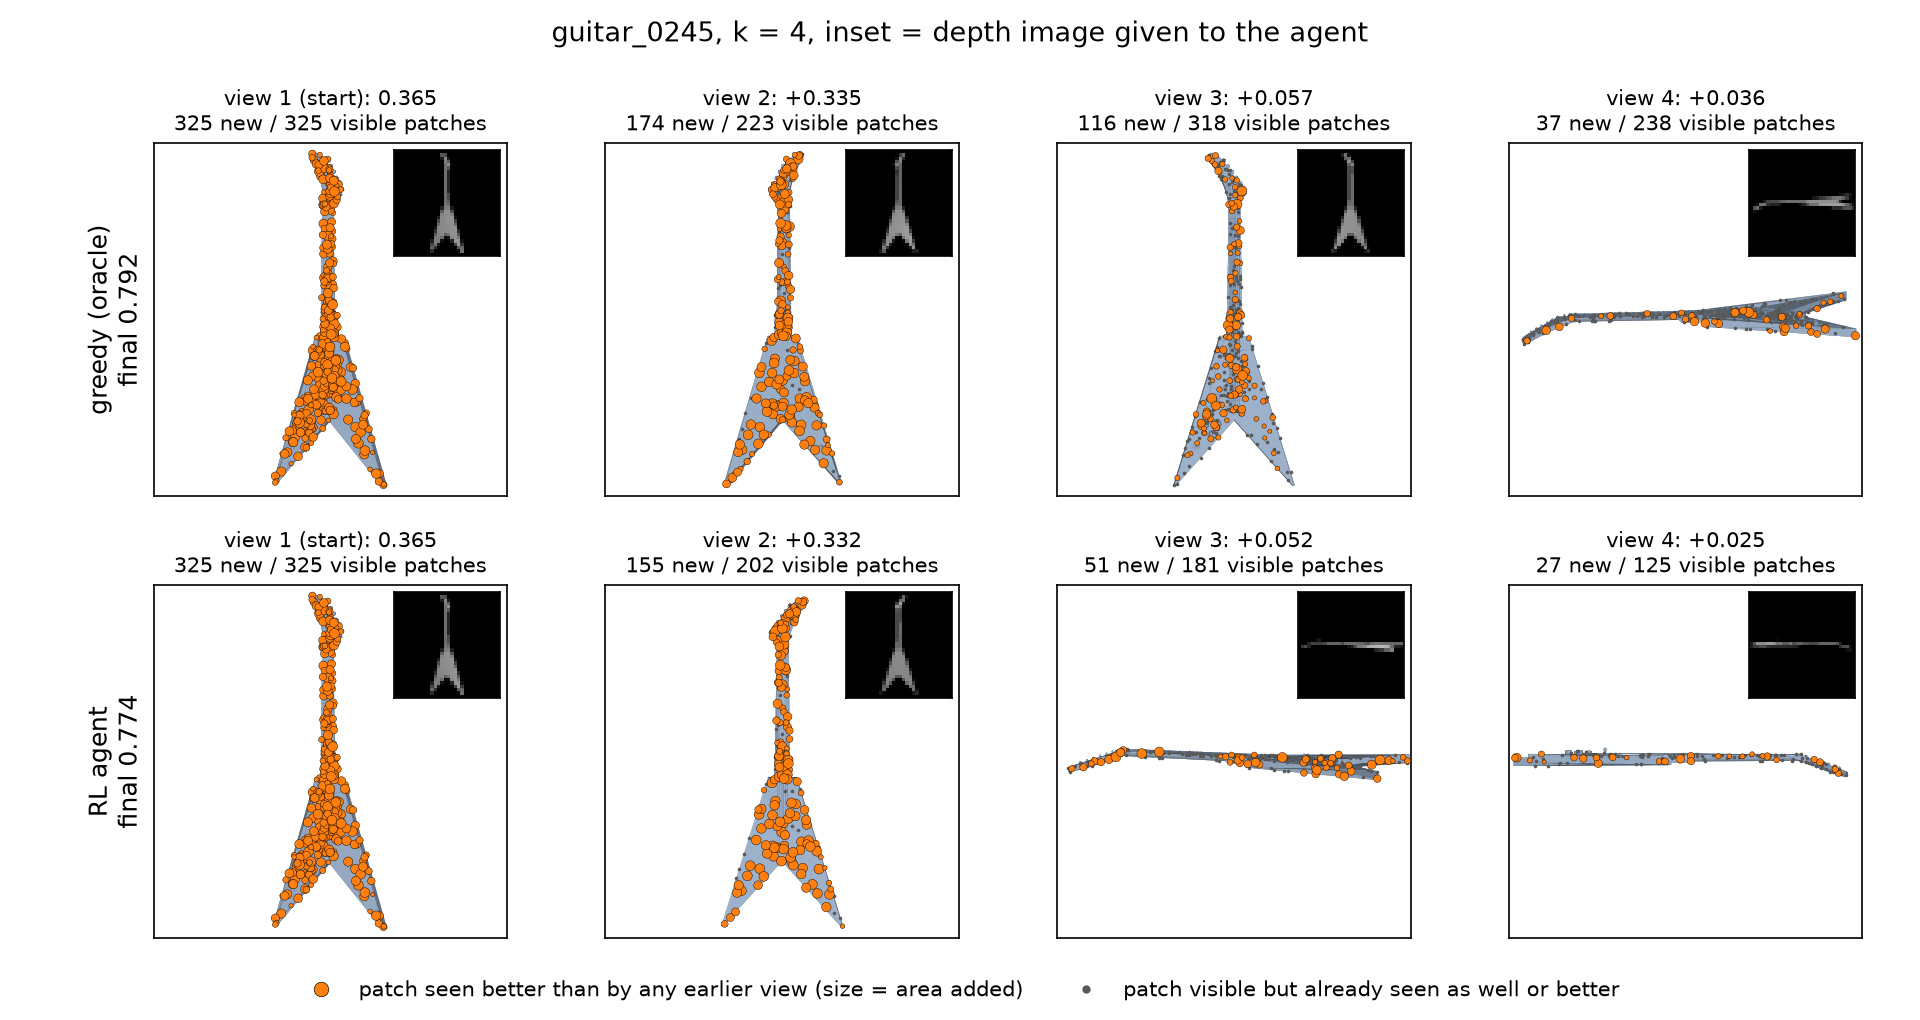 guitar_0245, k = 4, inset = depth image given to the agent
view 1 (start): 0.365
325 new / 325 visible patches
view 2: +0.335
174 new / 223 visible patches
view 3: +0.057
116 new / 318 visible patches
view 4: +0.036
37 new / 238 visible patches
greedy (oracle)
final 0.792
view 1 (start): 0.365
325 new / 325 visible patches
view 2: +0.332
155 new / 202 visible patches
view 3: +0.052
51 new / 181 visible patches
view 4: +0.025
27 new / 125 visible patches
RL agent
final 0.774
patch seen better than by any earlier view (size = area added)
patch visible but already seen as well or better